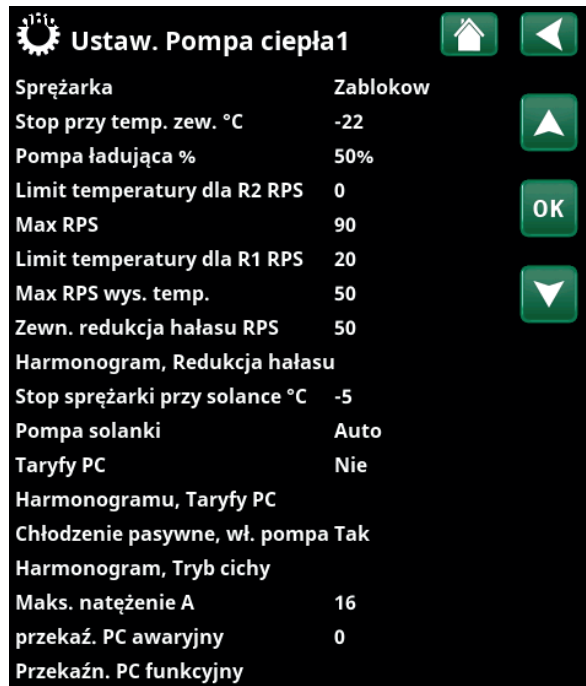 Ustaw. Pompa ciepła1
Sprężarka Zablokow
Stop przy temp. zew. °C -22
Pompa ładująca % 50%
Limit temperatury dla R2 RPS 0
Max RPS 90
Limit temperatury dla R1 RPS 20
Max RPS wys. temp. 50
Zewn. redukcja hałasu RPS 50
Harmonogram, Redukcja hałasu
Stop sprężarki przy solance °C -5
Pompa solanki Auto
Taryfy PC Nie
Harmonogramu, Taryfy PC
Chłodzenie pasywne, wł. pompa Tak
Harmonogram, Tryb cichy
Maks. natężenie A 16
przekaź. PC awaryjny 0
Przekaźn. PC funkcyjny
OK